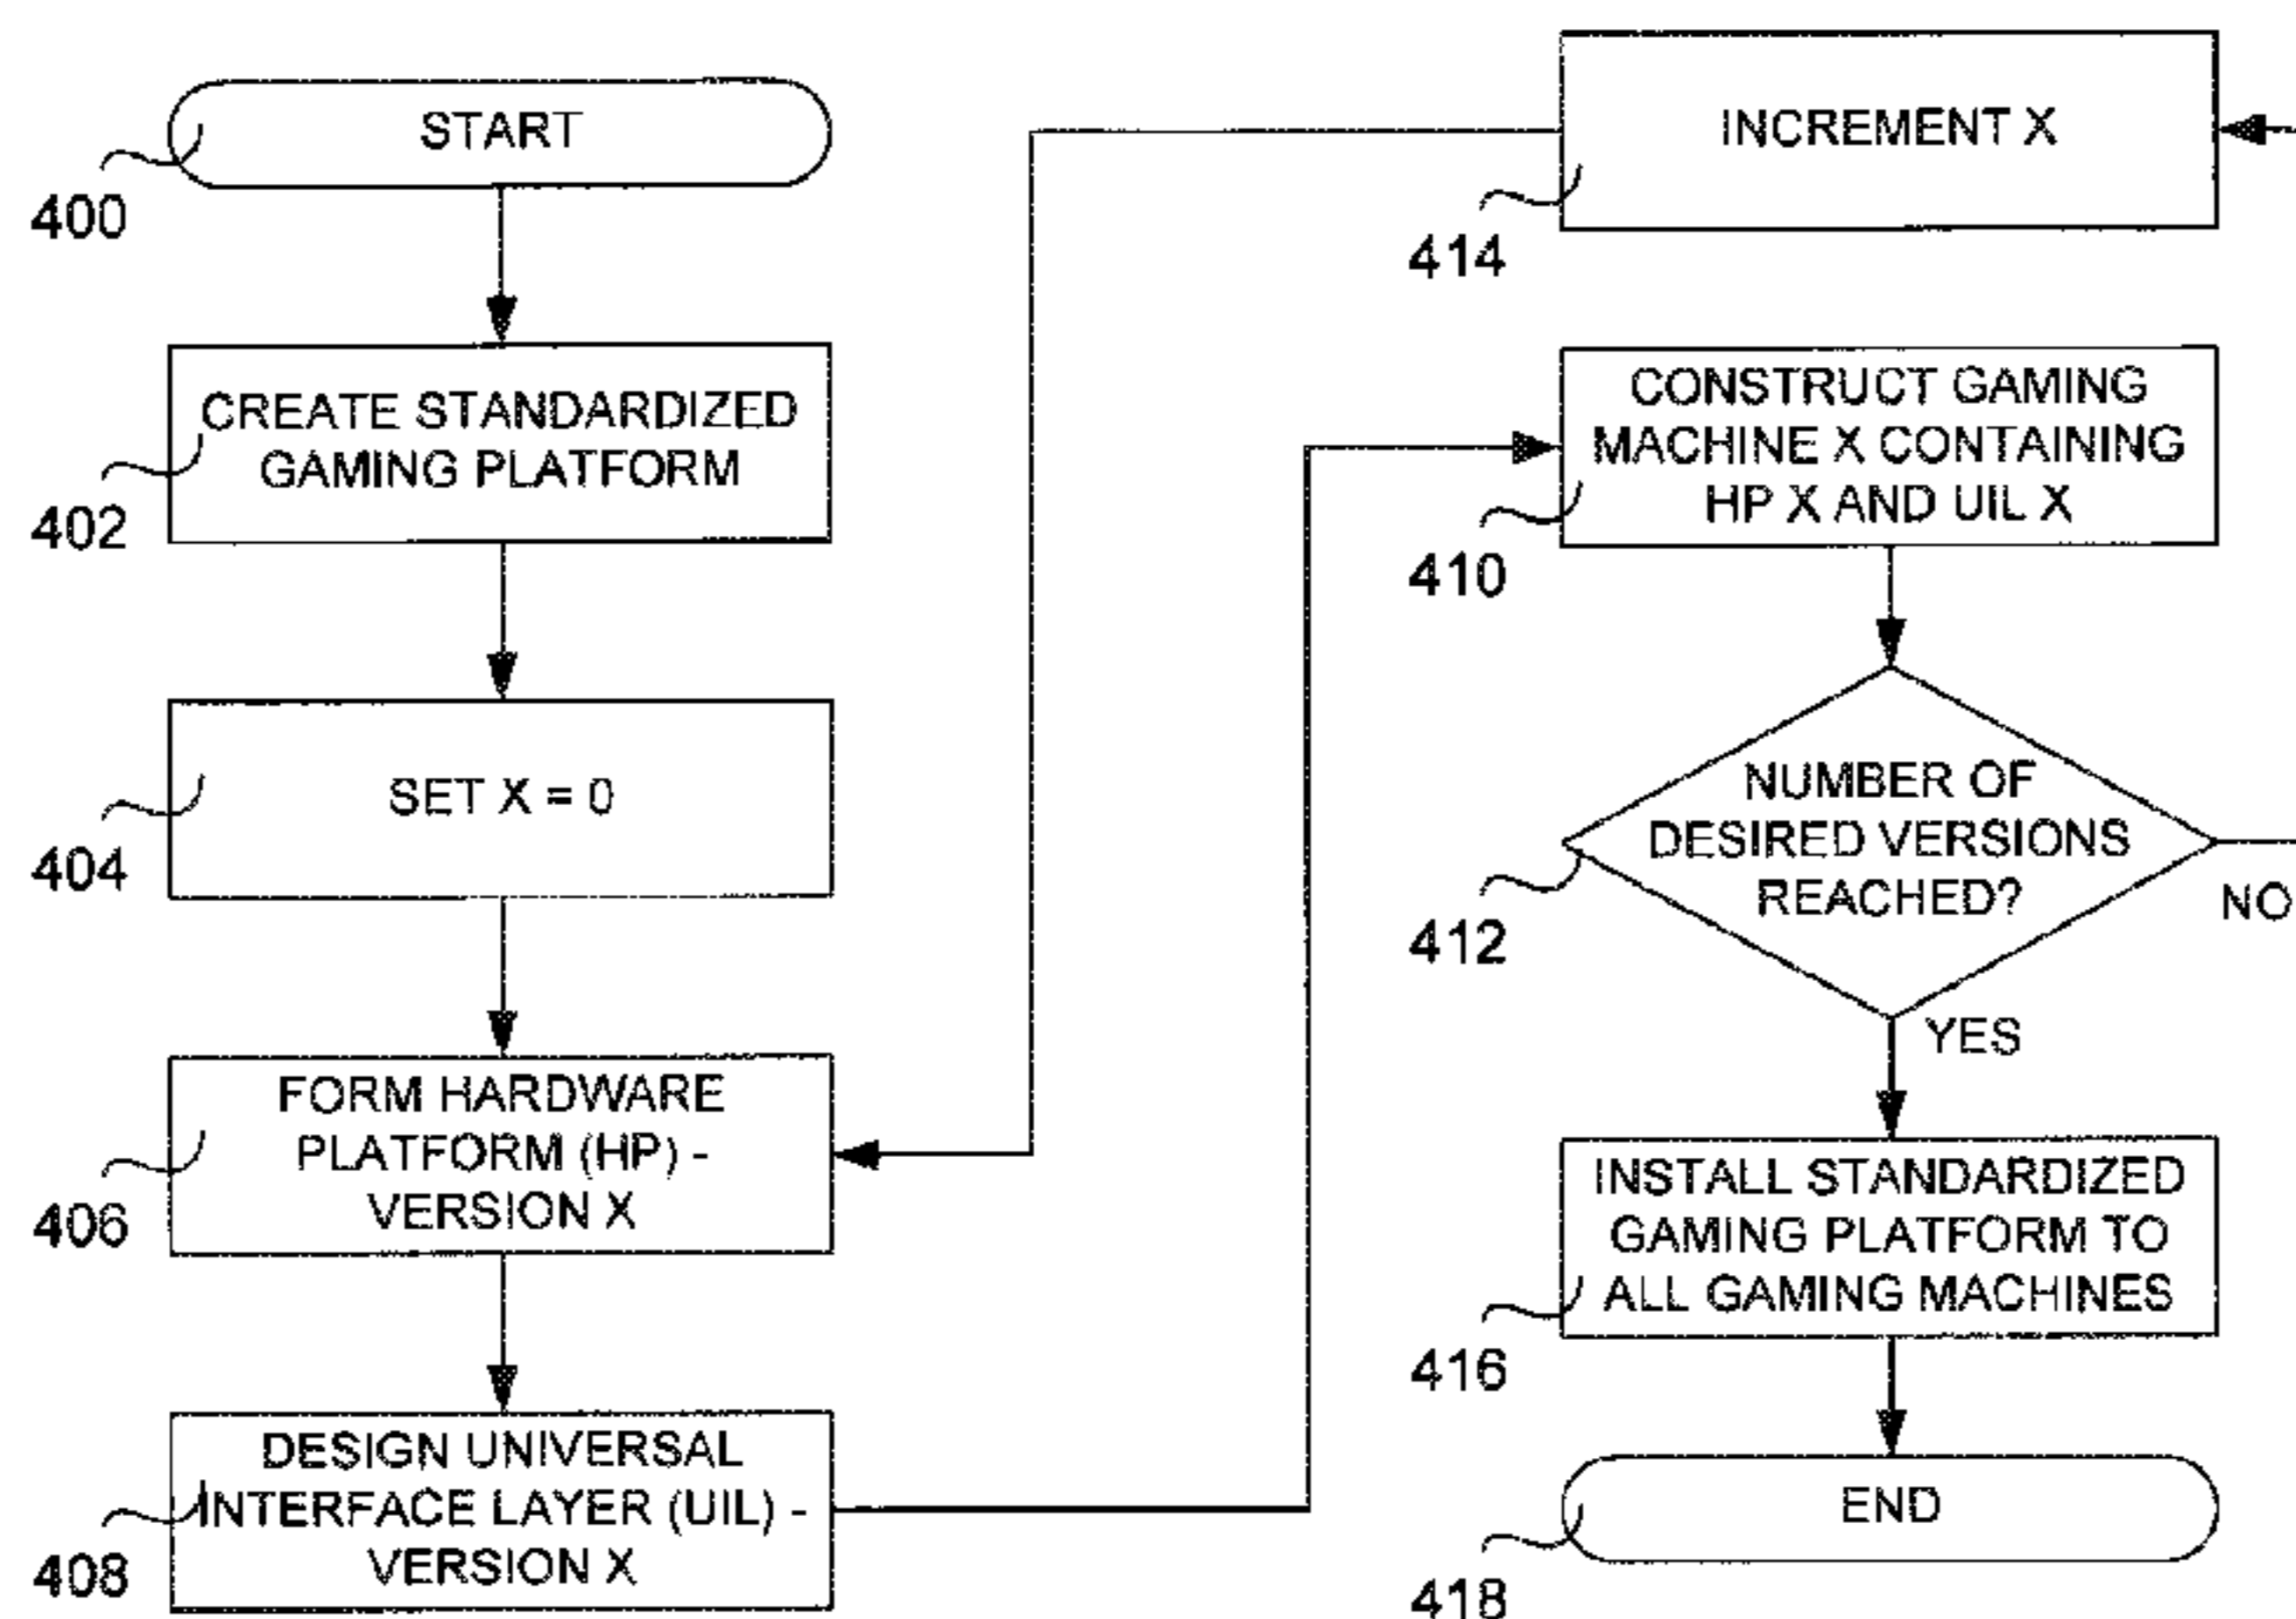 START
400
CREATE STANDARDIZED
GAMING PLATFORM
402
SET X = 0
404
FORM HARDWARE
PLATFORM (HP) -
VERSION X
406
DESIGN UNIVERSAL
INTERFACE LAYER (UIL) -
VERSION X
408
INCREMENT X
414
CONSTRUCT GAMING
MACHINE X CONTAINING
HP X AND UIL X
410
NUMBER OF
DESIRED VERSIONS
REACHED?
412
NO
YES
INSTALL STANDARDIZED
GAMING PLATFORM TO
ALL GAMING MACHINES
416
END
418